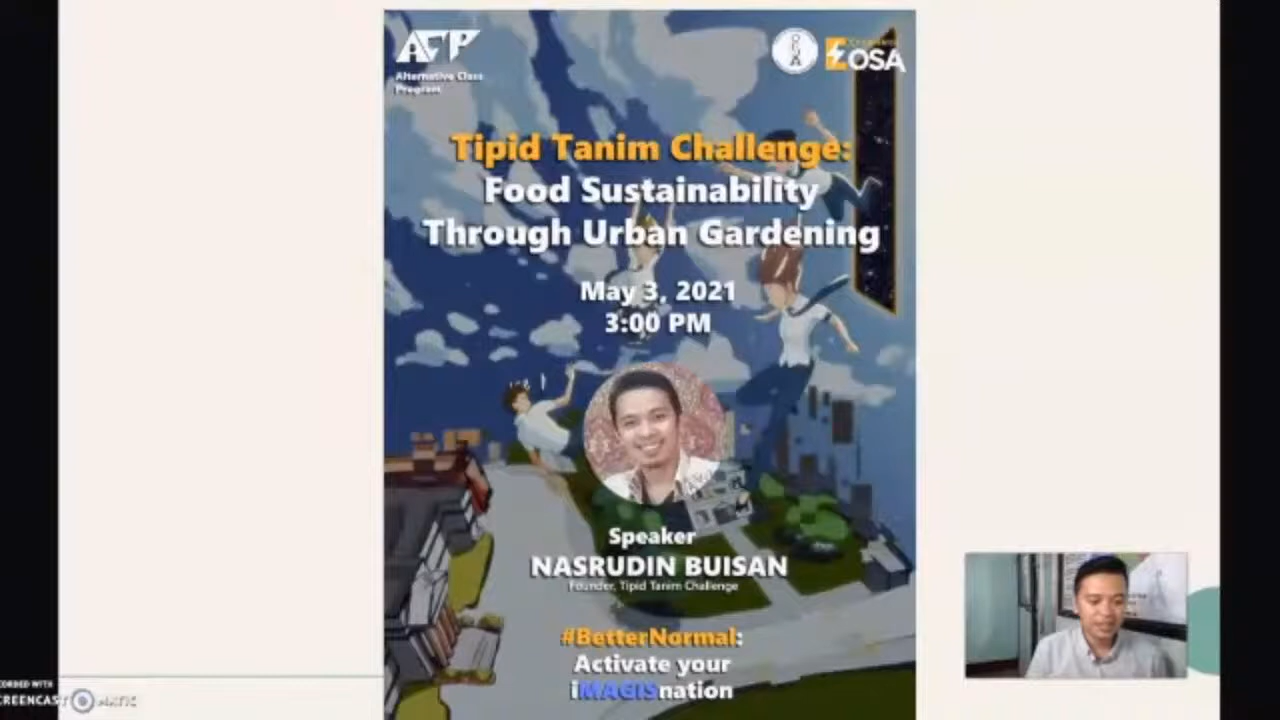 ACP
Alternative Class
Program
OSA
Tipid Tanim Challenge:
Food Sustainability
Through Urban Gardening
May 3, 2021
3:00 PM
Speaker
NASRUDIN BUISAN
Founder, Tipid Tanim Challenge
#BetterNormal:
Activate your
iMAGISnation